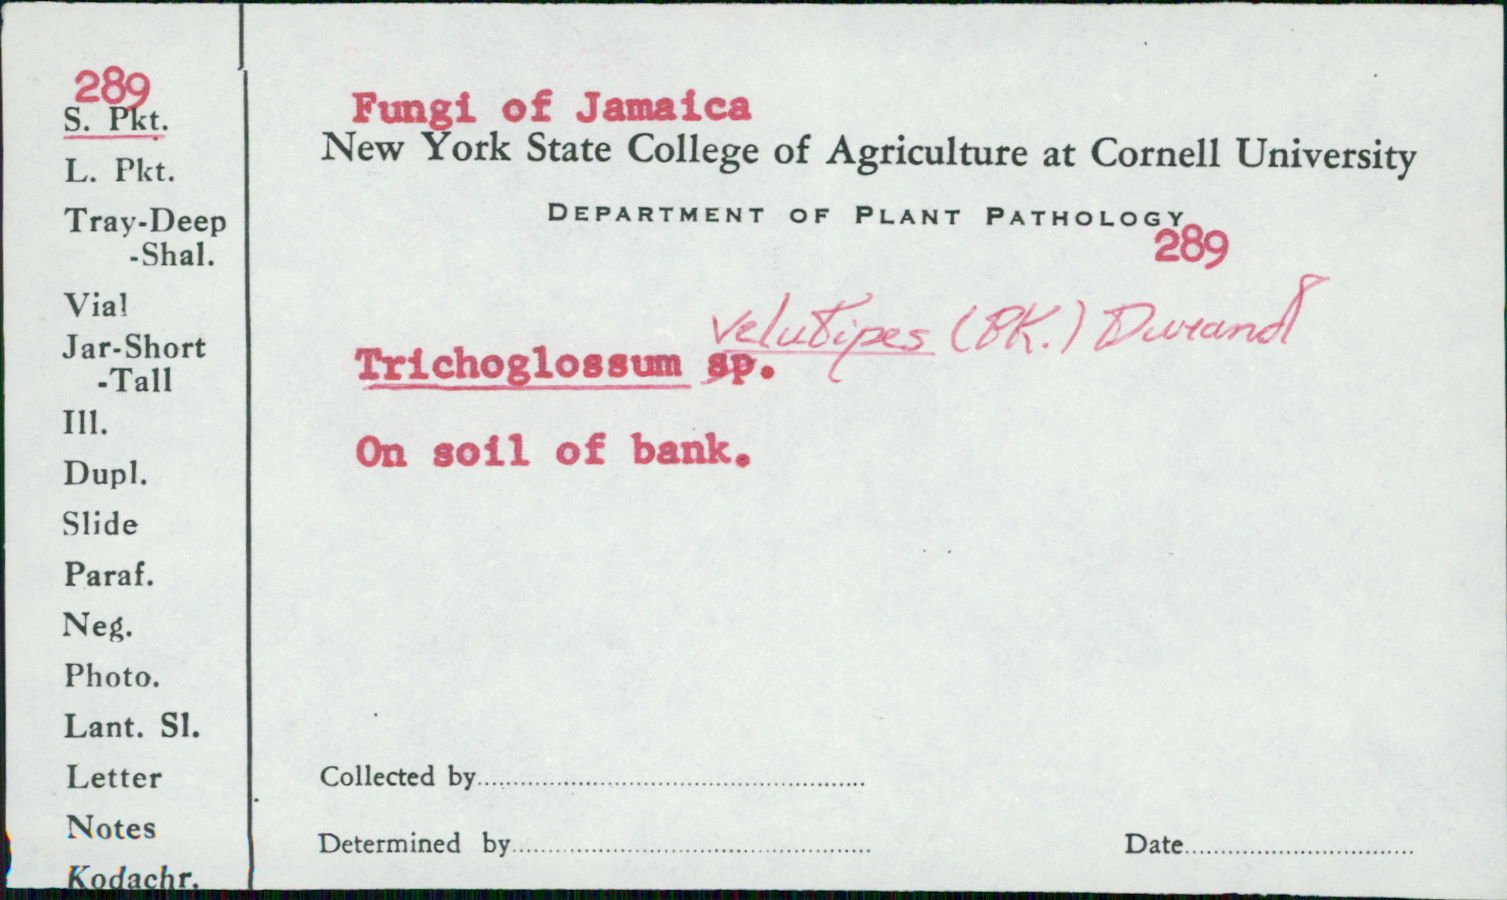 289
S. Pkt.
L. Pkt.
Tray-Deep
-Shal.
Vial
Jar-Short
-Tall
Ill.
Dupl.
Slide
Paraf.
Neg.
Photo.
Lant. Sl.
Letter
Notes
Kodachr.
Fungi of Jamaica
New York State College of Agriculture at Cornell University
DEPARTMENT OF PLANT PATHOLOGY
289
velutipes (BK.) Durand
Trichoglossum sp.
On soil of bank.
Collected by
Determined by
Date